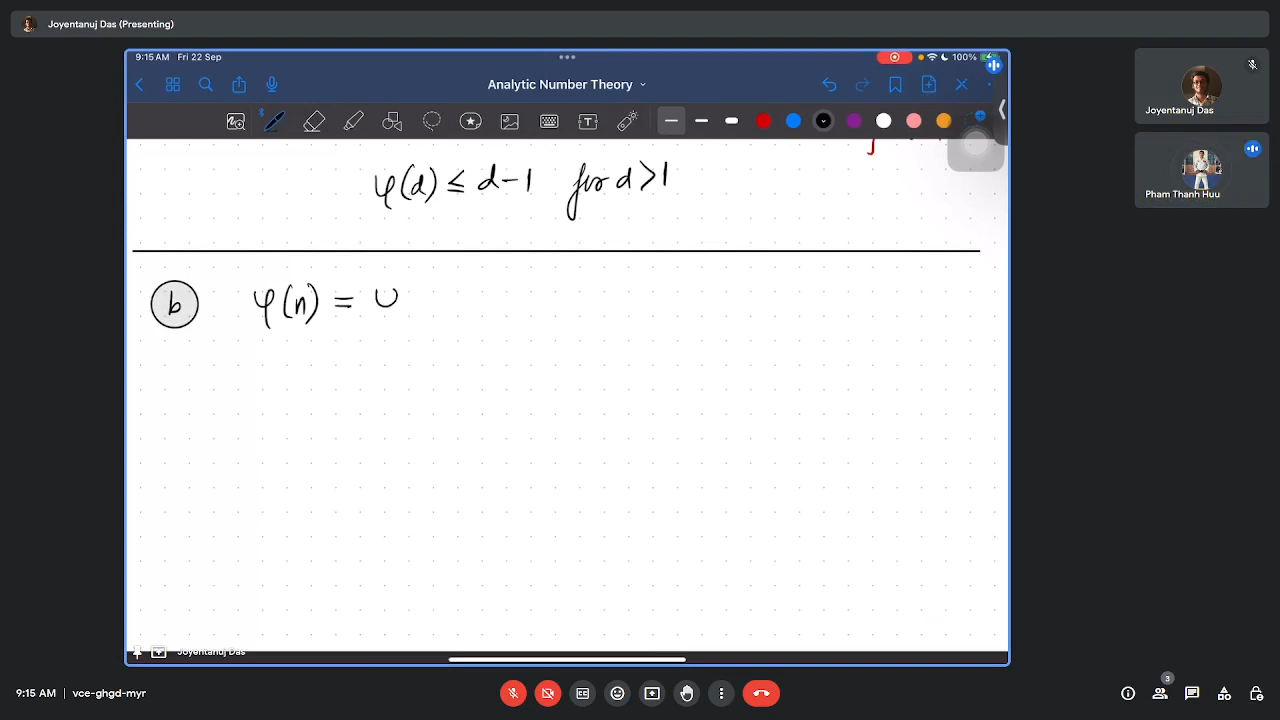 Joyentanuj Das (Presenting)
9:15 AM Fri 22 Sep
100%
Analytic Number Theory
φ(d) ≤ d-1 for d>1
b φ(n) =
Joyentanuj Das
Joyentanuj Das
Pham Thanh Huu
9:15 AM | vce-ghgd-myr
3